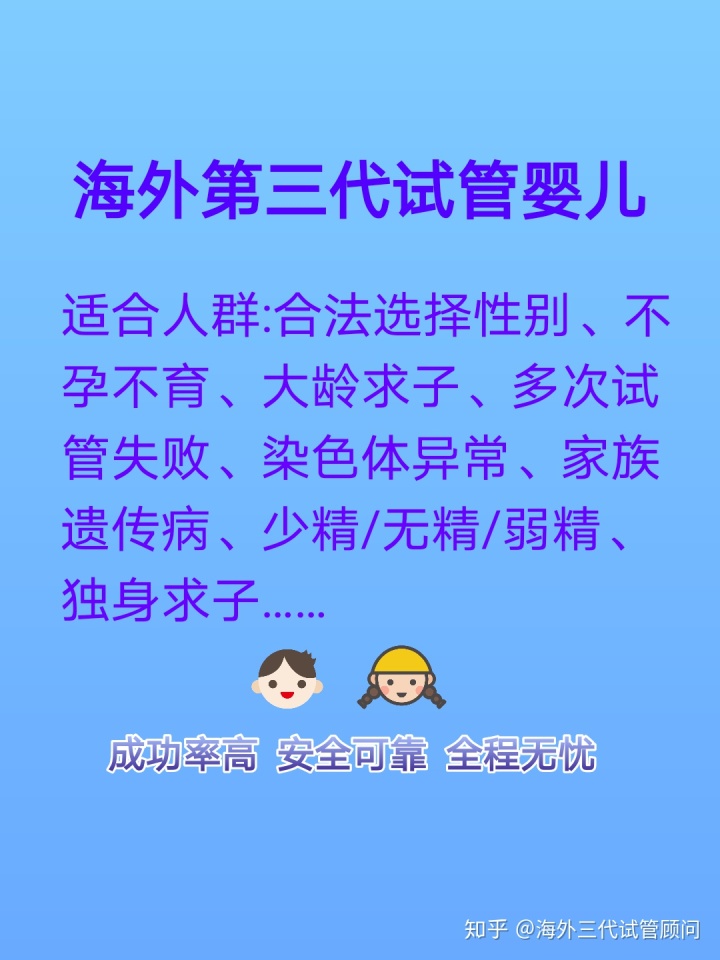 海外第三代试管婴儿
适合人群:合法选择性别、不
孕不育、大龄求子、多次试
管失败、染色体异常、家族
遗传病、少精/无精/弱精、
独身求子……
成功率高 安全可靠 全程无忧
知乎 @海外三代试管顾问